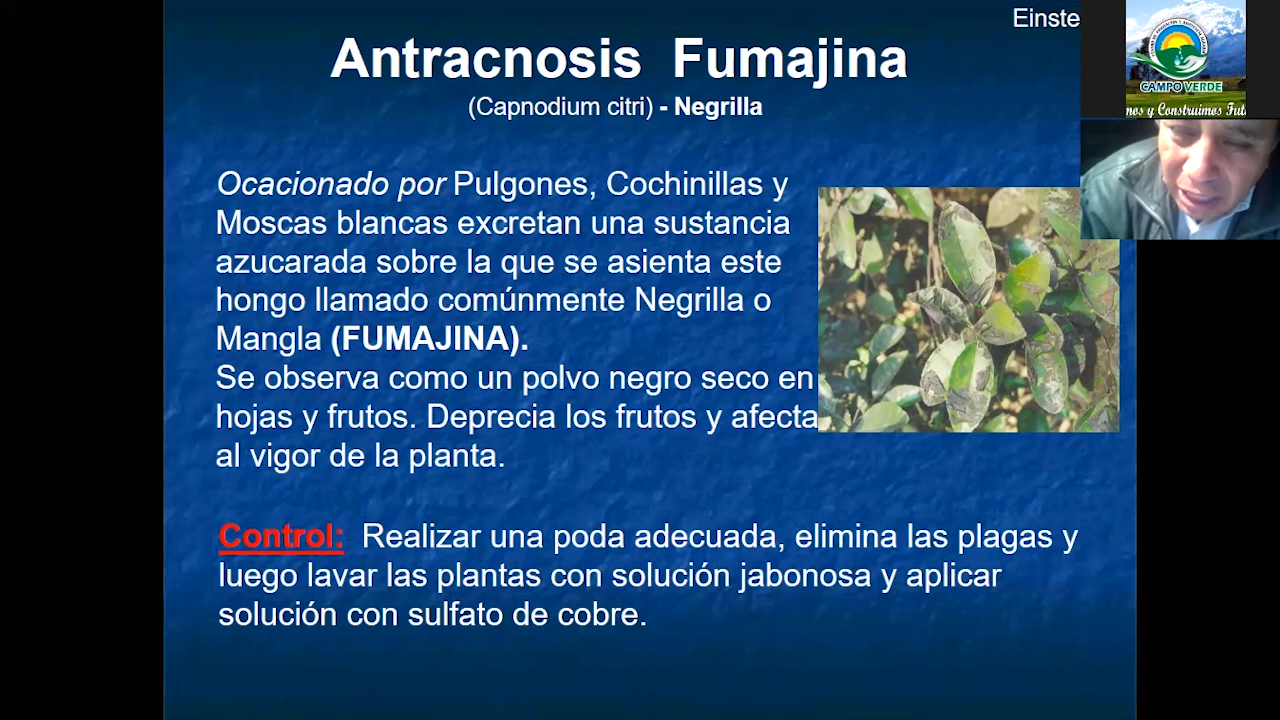 Einste
Antracnosis Fumajina
(Capnodium citri) - Negrilla
Ocacionado por Pulgones, Cochinillas y
Moscas blancas excretan una sustancia
azucarada sobre la que se asienta este
hongo llamado comúnmente Negrilla o
Mangla (FUMAJINA).
Se observa como un polvo negro seco en
hojas y frutos. Deprecia los frutos y afecta
al vigor de la planta.
Control: Realizar una poda adecuada, elimina las plagas y
luego lavar las plantas con solución jabonosa y aplicar
solución con sulfato de cobre.
CAMPO VERDE
mos y Construimos Fut